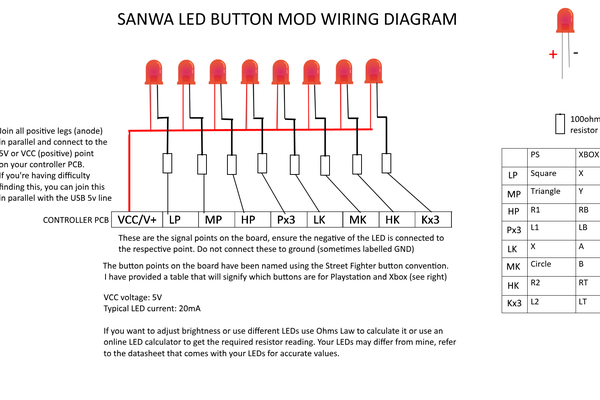 SANWA LED BUTTON MOD WIRING DIAGRAM
+ -
Join all positive legs (anode)
in parallel and connect to the
5V or VCC (positive) point
on your controller PCB.
If you're having difficulty
finding this, you can join this
in parallel with the USB 5v line
100ohm
resistor
CONTROLLER PCB VCC/V+ LP MP HP Px3 LK MK HK Kx3
These are the signal points on the board, ensure the negative of the LED is connected to
the respective point. Do not connect these to ground (sometimes labelled GND)
The button points on the board have been named using the Street Fighter button convention.
I have provided a table that will signify which buttons are for Playstation and Xbox (see right)
VCC voltage: 5V
Typical LED current: 20mA
If you want to adjust brightness or use different LEDs use Ohms Law to calculate it or use an
online LED calculator to get the required resistor reading. Your LEDs may differ from mine, refer
to the datasheet that comes with your LEDs for accurate values.
PS XBOX
LP Square X
MP Triangle Y
HP R1 RB
Px3 L1 LB
LK X A
MK Circle B
HK R2 RT
Kx3 L2 LT